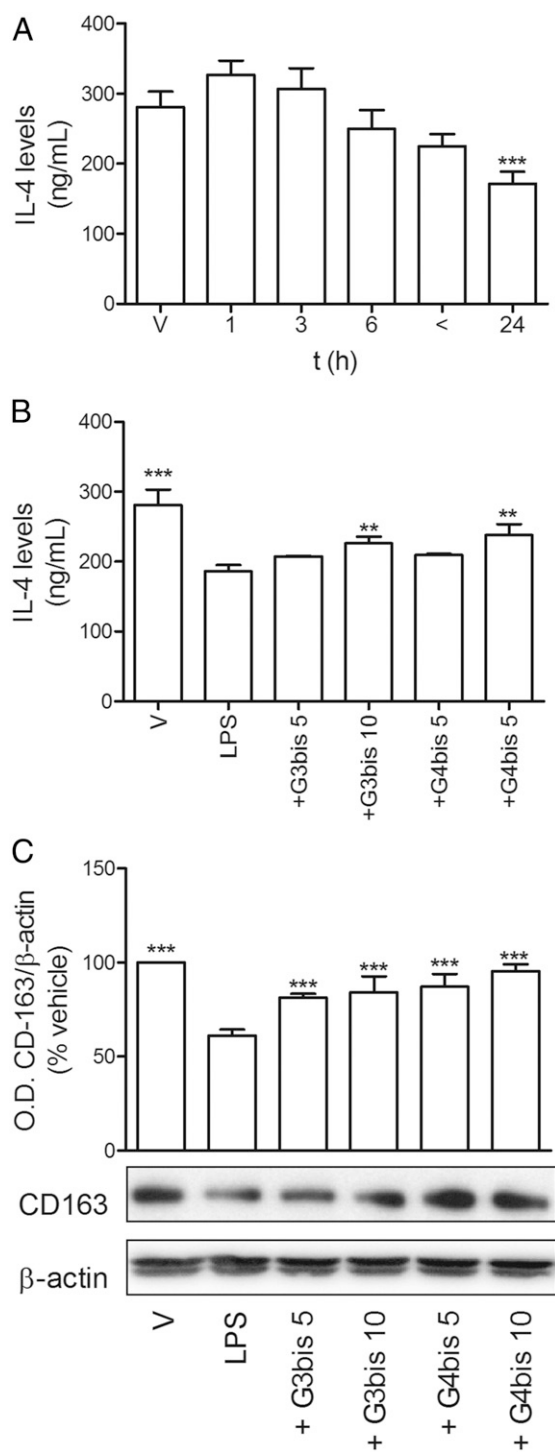 A
IL-4 levels
(ng/mL)
400
300
200
100
0
***
V 1 3 6 < 24
t (h)
B
IL-4 levels
(ng/mL)
400
300
200
100
0
*** ** **
V LPS +G3bis 5 +G3bis 10 +G4bis 5 +G4bis 5
C
O.D. CD-163/β-actin
(% vehicle)
150
100
50
0
*** *** *** *** ***
CD163
β-actin
V LPS + G3bis 5 + G3bis 10 + G4bis 5 + G4bis 10